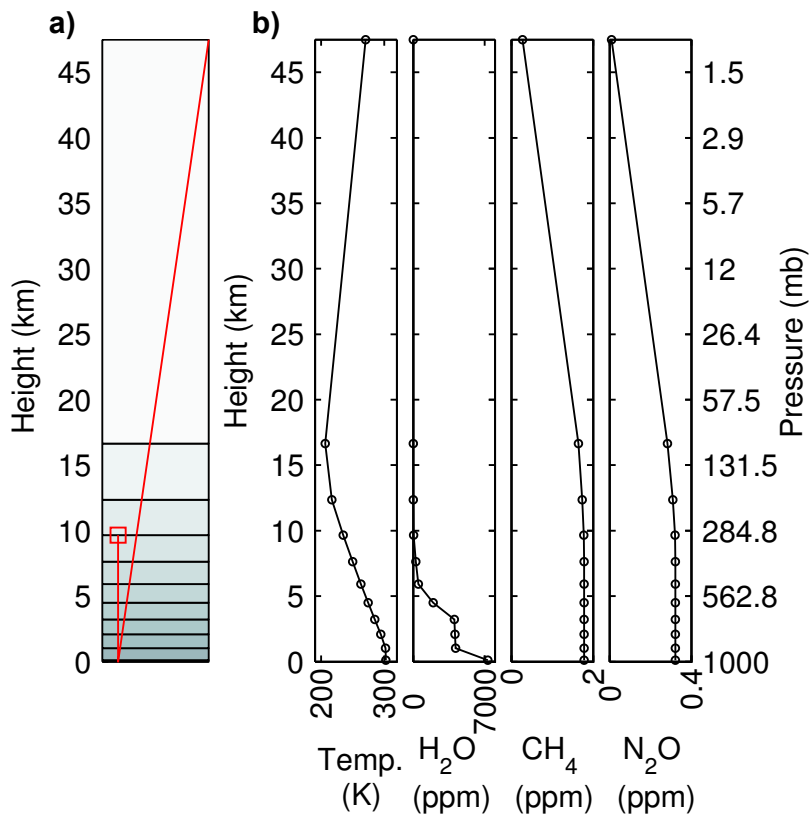 a)
45
40
35
30
25
20
15
10
5
0
Height (km)
b)
45
40
35
30
25
20
15
10
5
0
Height (km)
200
300
Temp.
(K)
0
7000
H₂O
(ppm)
0
2
CH₄
(ppm)
0
0.4
N₂O
(ppm)
1.5
2.9
5.7
12
26.4
57.5
131.5
284.8
562.8
1000
Pressure (mb)